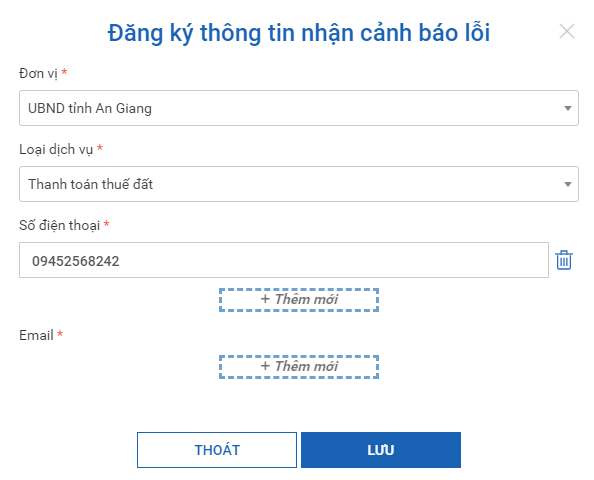 Đăng ký thông tin nhận cảnh báo lỗi
Đơn vị *
UBND tỉnh An Giang
Loại dịch vụ *
Thanh toán thuế đất
Số điện thoại *
09452568242
+ Thêm mới
Email *
+ Thêm mới
THOÁT
LƯU